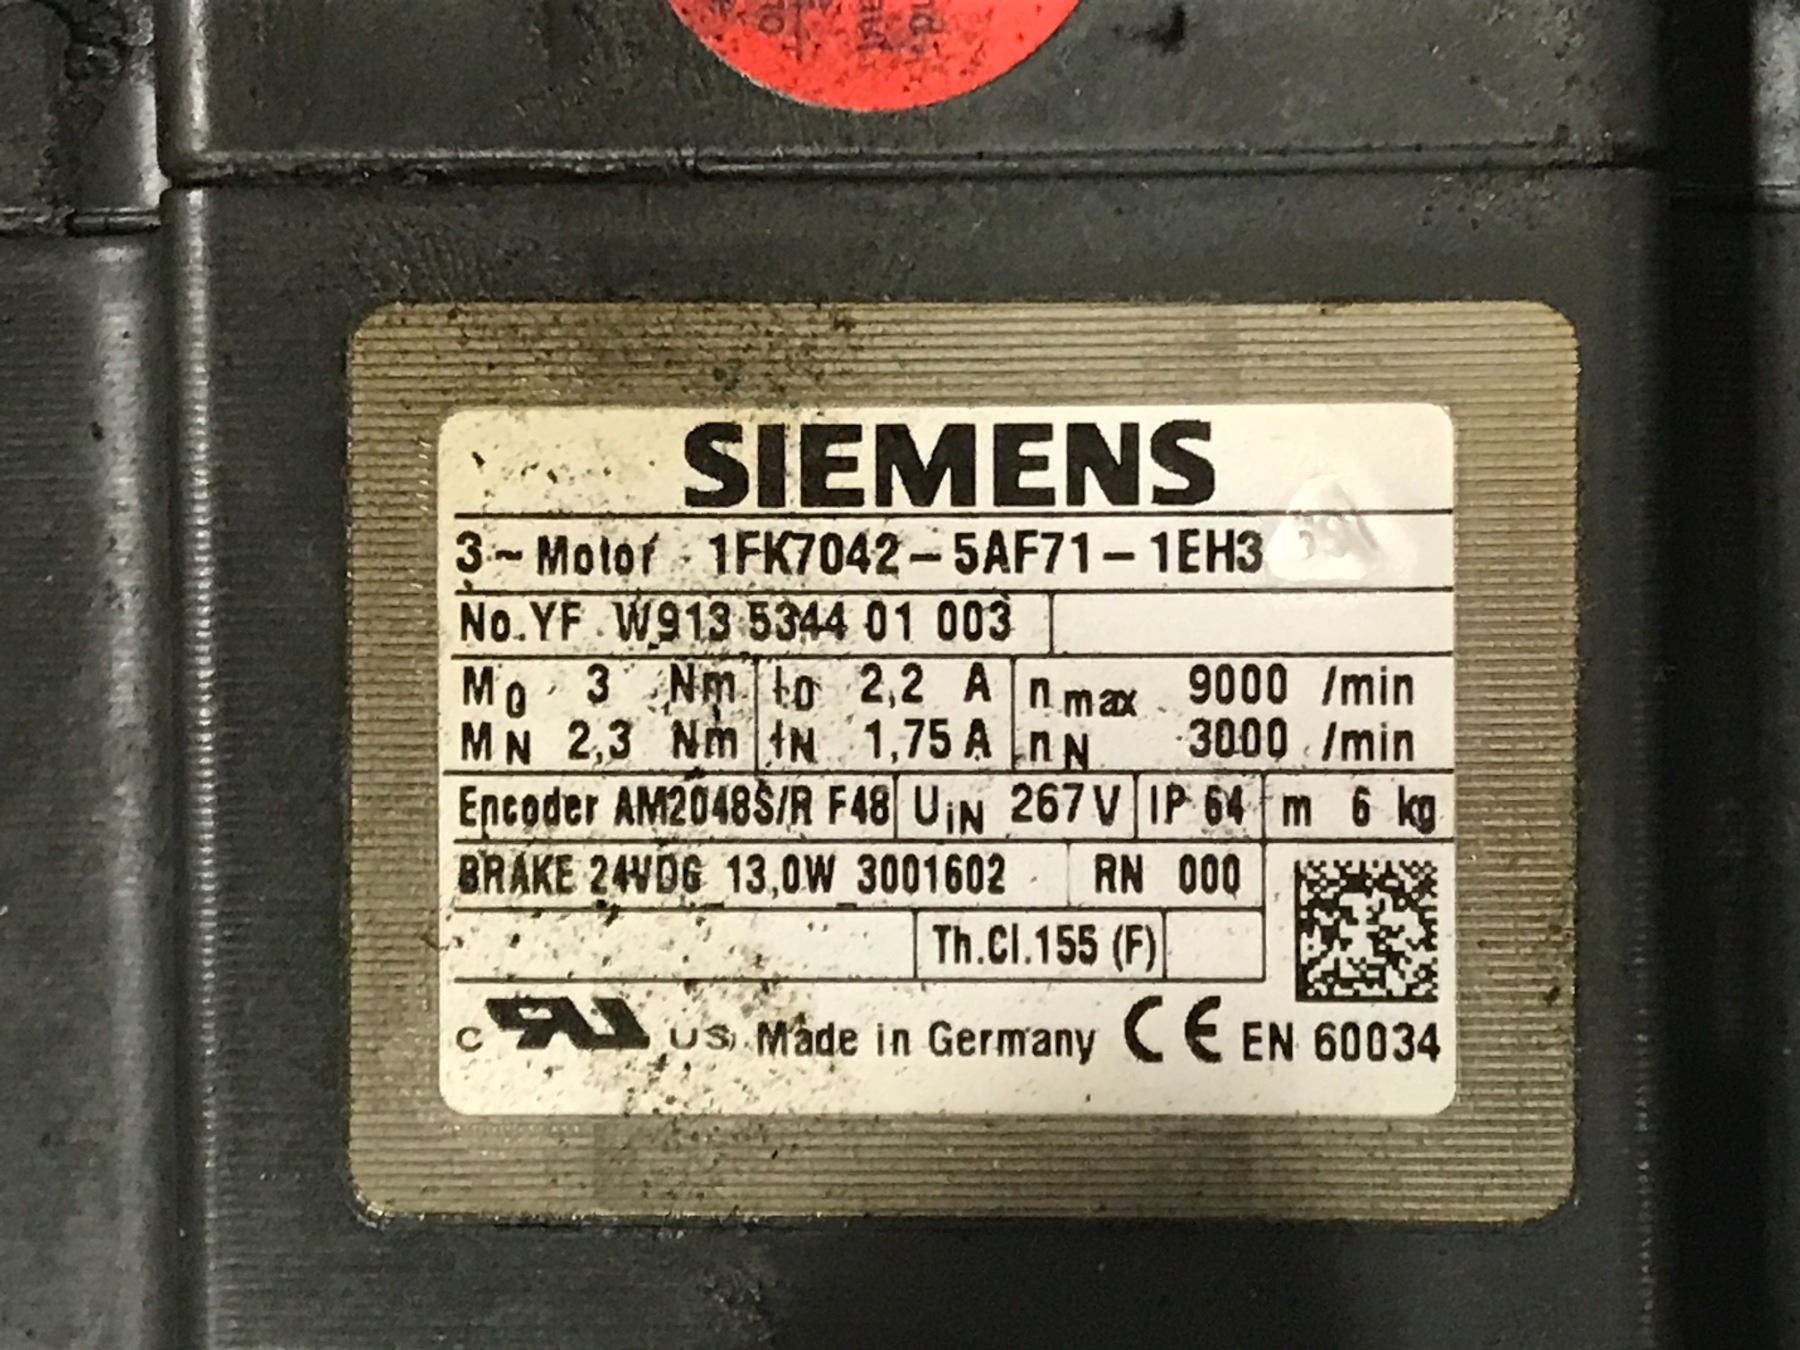 SIEMENS
3~Motor 1FK7042-5AF71-1EH3
No.YF W913 5344 01 003
M0 3 Nm I0 2,2 A nmax 9000 /min
MN 2,3 Nm IN 1,75 A nN 3000 /min
Encoder AM2048S/R F48 UiN 267 V IP 64 m 6 kg
BRAKE 24VDC 13,0W 3001602 RN 000
Th.Cl.155 (F)
c RU US Made in Germany CE EN 60034